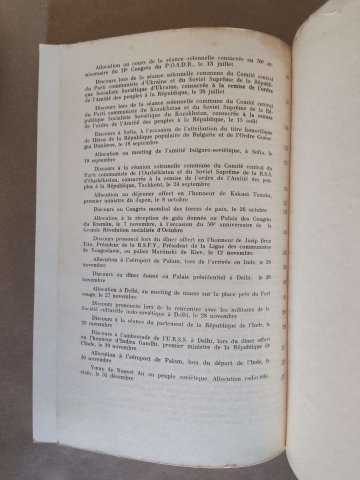 Allocution au cours de la séance solennelle consacrée au 70e an-
niversaire du IIe Congrès du P.O.S.D.R., le 13 juillet
Discours lors de la séance solennelle commune du Comité central
du Parti communiste d'Ukraine et du Soviet Suprême de la Répu-
blique Socialiste Soviétique d'Ukraine, consacrée à la remise de l'ordre
de l'Amitié des peuples à la République, le 26 juillet
Discours lors de la séance solennelle commune du Comité central
du Parti communiste du Kazakhstan et du Soviet Suprême de la Ré-
publique Socialiste Soviétique du Kazakhstan, consacrée à la remise
de l'ordre de l'Amitié des peuples à la République, le 15 août
Discours à Sofia, à l'occasion de l'attribution du titre honorifique
de Héros de la République populaire de Bulgarie et de l'Ordre Gueor-
gui Dimitrov, le 18 septembre
Allocution au meeting de l'amitié bulgaro-soviétique, à Sofia, le
19 septembre
Discours à la réunion solennelle commune du Comité central du
Parti communiste de l'Ouzbékistan et du Soviet Suprême de la R.S.S.
d'Ouzbékistan, consacrée à la remise de l'ordre de l'Amitié des peu-
ples à la République, Tachkent, le 24 septembre
Allocution au déjeuner offert en l'honneur de Kakuei Tanaka,
premier ministre du Japon, le 8 octobre
Discours au Congrès mondial des forces de paix, le 26 octobre
Allocution à la réception de gala donnée au Palais des Congrès
du Kremlin, le 7 novembre, à l'occasion du 56e anniversaire de la
Grande Révolution socialiste d'Octobre
Discours prononcé lors du dîner offert en l'honneur de Josip Broz
Tito, Président de la R.S.F.Y., Président de la Ligue des communistes
de Yougoslavie, au palais Mariinski de Kiev, le 12 novembre
Allocution à l'aéroport de Palam, lors de l'arrivée en Inde, le 26
novembre
Discours au dîner donné au Palais présidentiel à Delhi, le 26
novembre
Allocution à Delhi, au meeting de masse sur la place près du Fort
rouge, le 27 novembre
Discours prononcée lors de la rencontre avec les militants de la
Société culturelle indo-soviétique à Delhi, le 28 novembre
Discours à la séance du parlement de la République de l'Inde, le
29 novembre
Discours à l'ambassade de l'U.R.S.S. à Delhi, lors du dîner offert
en l'honneur d'Indira Gandhi, premier ministre de la République de
l'Inde, le 29 novembre
Allocution à l'aéroport de Palam, lors du départ de l'Inde, le
30 novembre
Vœux de Nouvel An au peuple soviétique. Allocution radio-télé-
visée, le 31 décembre